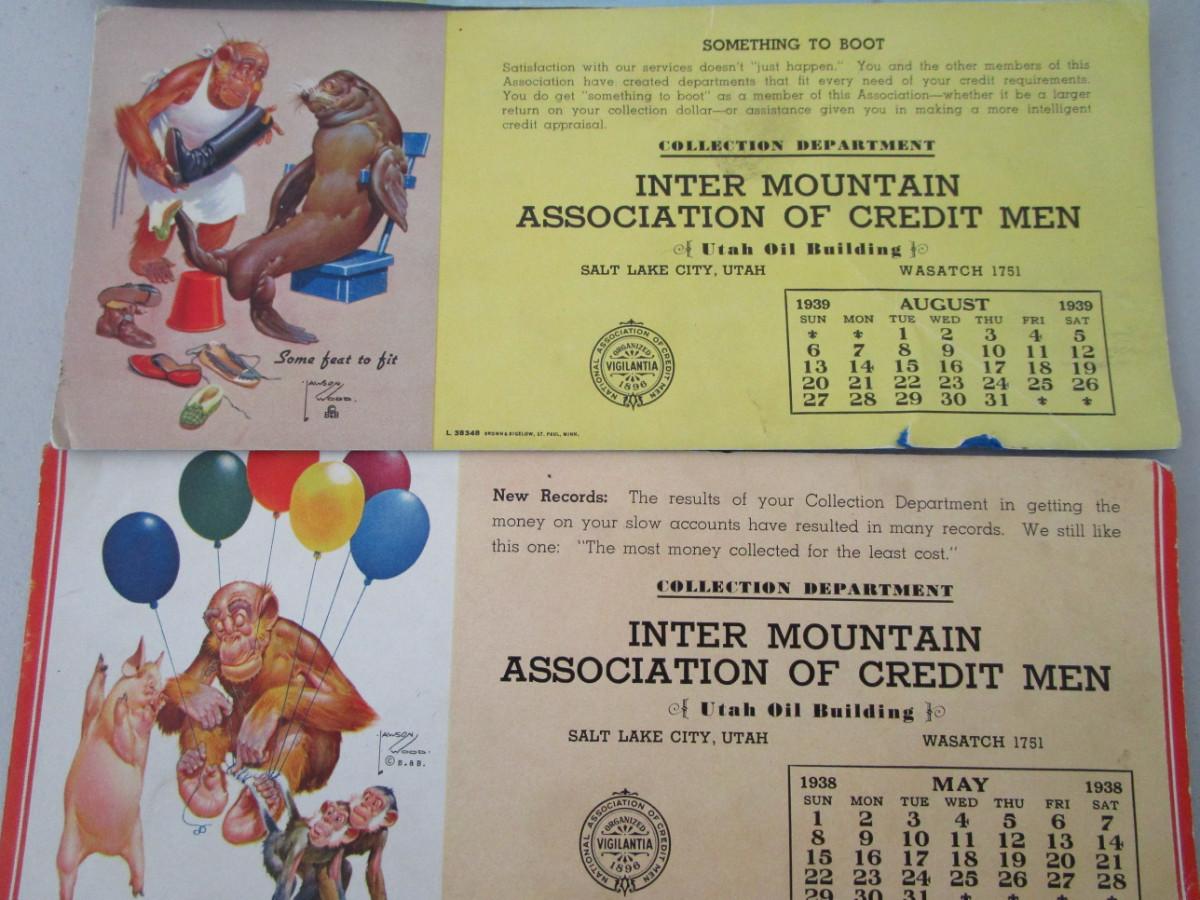 SOMETHING TO BOOT
Satisfaction with our services doesn't "just happen." You and the other members of this
Association have created departments that fit every need of your credit requirements.
You do get "something to boot" as a member of this Association—whether it be a larger
return on your collection dollar—or assistance given you in making a more intelligent
credit appraisal.
COLLECTION DEPARTMENT
INTER MOUNTAIN
ASSOCIATION OF CREDIT MEN
Utah Oil Building
SALT LAKE CITY, UTAH WASATCH 1751
1939 AUGUST 1939
SUN MON TUE WED THU FRI SAT
* * 1 2 3 4 5
6 7 8 9 10 11 12
13 14 15 16 17 18 19
20 21 22 23 24 25 26
27 28 29 30 31 * *
NATIONAL ASSOCIATION OF CREDIT MEN
ORGANIZED
VIGILANTIA
1896
Some feat to fit
LAWSON
WOOD.
B&B
L 3834B BROWN & BIGELOW, ST. PAUL, MINN.
New Records: The results of your Collection Department in getting the
money on your slow accounts have resulted in many records. We still like
this one: "The most money collected for the least cost."
COLLECTION DEPARTMENT
INTER MOUNTAIN
ASSOCIATION OF CREDIT MEN
Utah Oil Building
SALT LAKE CITY, UTAH WASATCH 1751
1938 MAY 1938
SUN MON TUE WED THU FRI SAT
1 2 3 4 5 6 7
8 9 10 11 12 13 14
15 16 17 18 19 20 21
22 23 24 25 26 27 28
29 30 31 * * * *
NATIONAL ASSOCIATION OF CREDIT MEN
ORGANIZED
VIGILANTIA
1896
LAWSON
WOOD.
© B.&B.